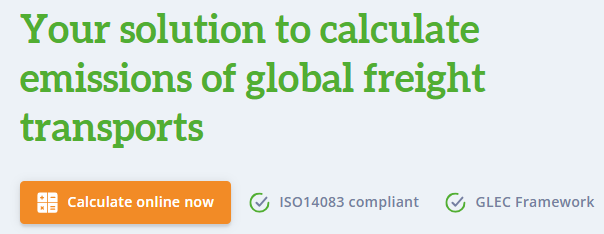 Your solution to calculate
emissions of global freight
transports
Calculate online now
ISO14083 compliant
GLEC Framework